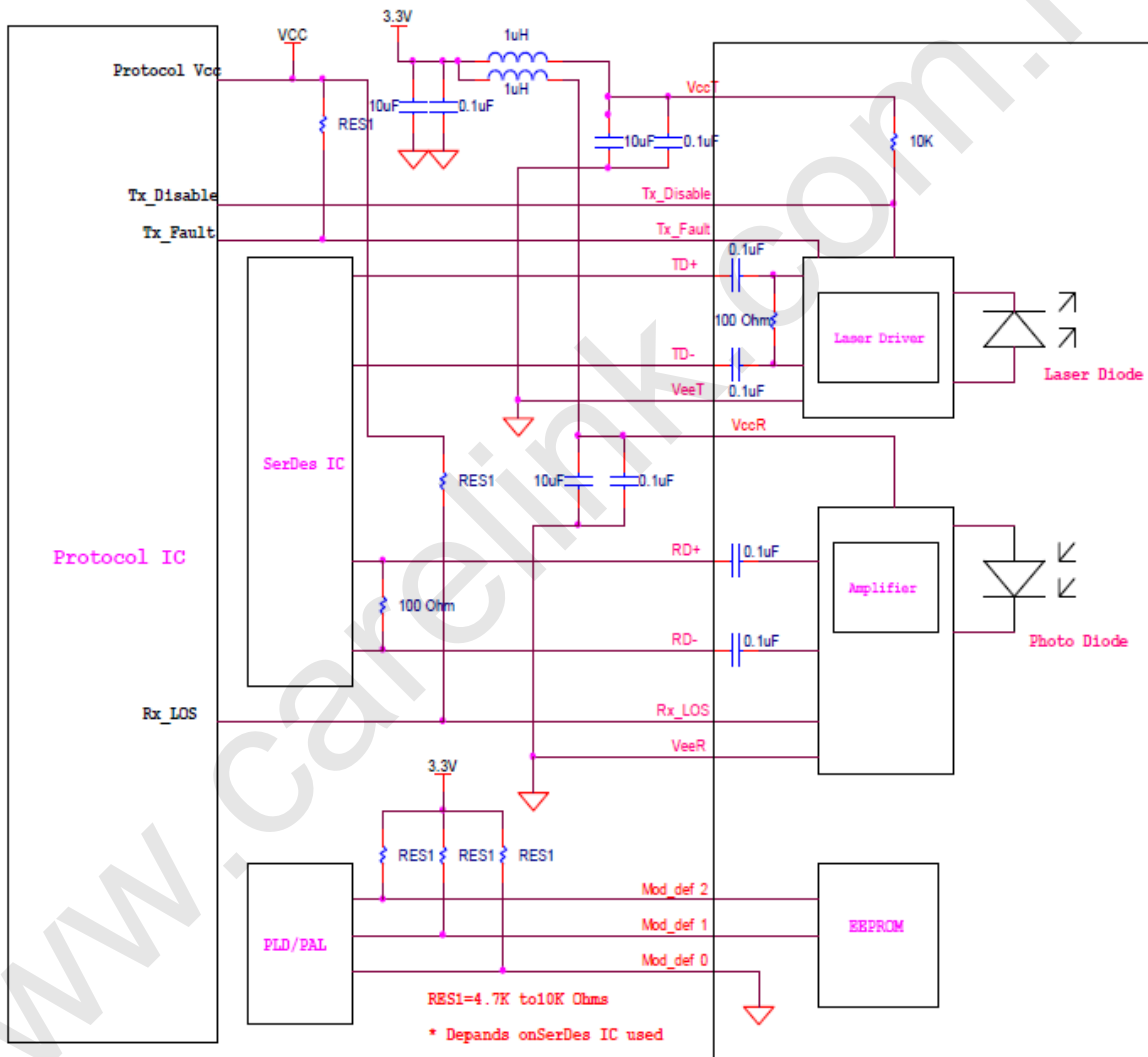 3.3V
VCC
1uH
Protocol Vcc
1uH
VccT
10uF
0.1uF
RES1
10uF
0.1uF
10K
Tx_Disable
Tx_Disable
Tx_Fault
Tx_Fault
0.1uF
TD+
100 Ohm
Laser Driver
TD-
Laser Diode
VeeT
0.1uF
VccR
SerDes IC
RES1
10uF
0.1uF
Protocol IC
RD+
0.1uF
Amplifier
100 Ohm
RD-
0.1uF
Photo Diode
Rx_LOS
Rx_LOS
VeeR
3.3V
RES1
RES1
RES1
Mod_def 2
Mod_def 1
EEPROM
PLD/PAL
Mod_def 0
RES1=4.7K to10K Ohms
* Depands onSerDes IC used